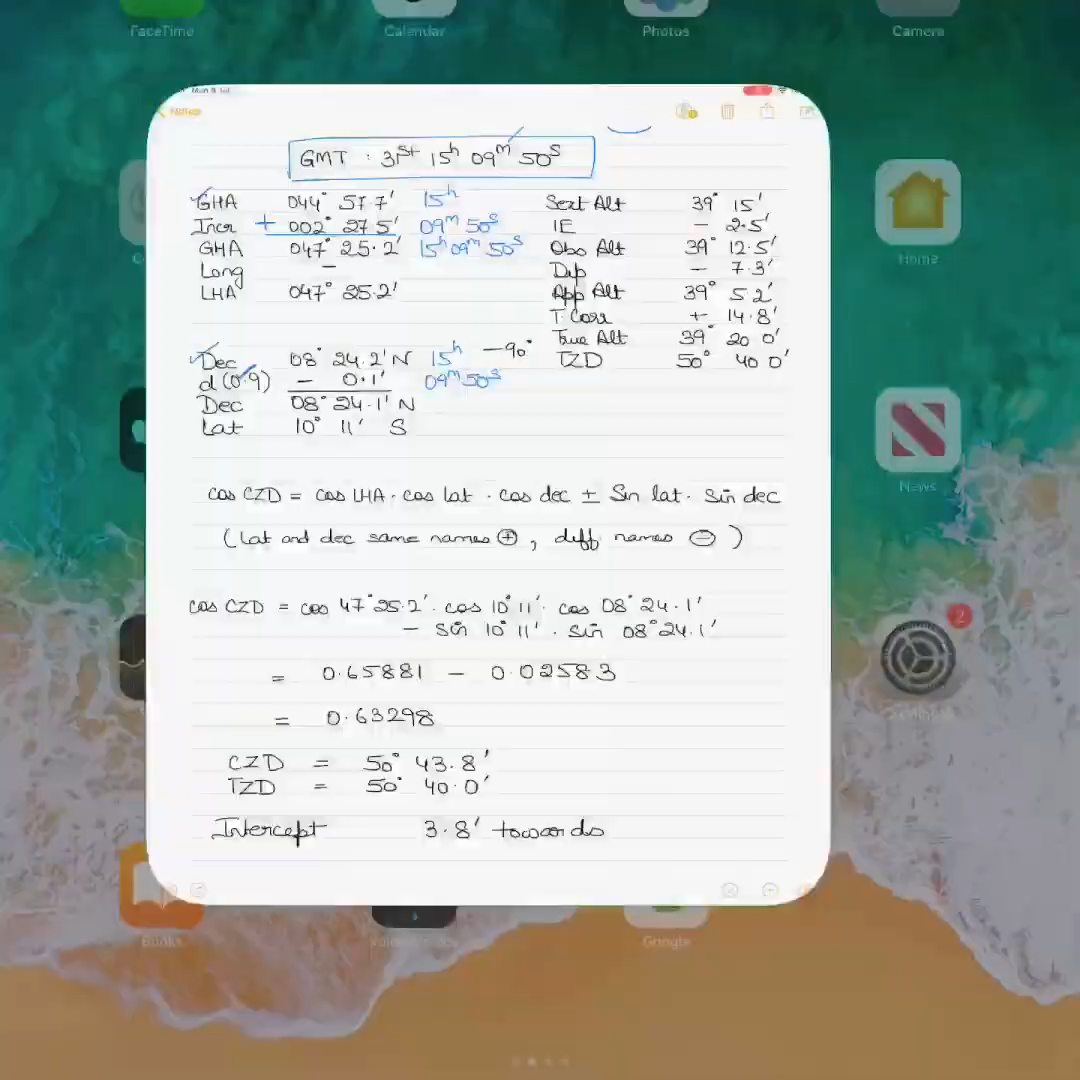 FaceTime Calendar Photos Camera
Mon 8 Jul
Notes
GMT : 31st 15h 09m 50s
GHA 044° 57.7' 15h
Incr + 002° 27.5' 09m 50s
GHA 047° 25.2' 15h 09m 50s
Long –
LHA 047° 25.2'
Sext Alt 39° 15'
IE – 2.5'
Obs Alt 39° 12.5'
Dip – 7.3'
App Alt 39° 5.2'
T. Corr + 14.8'
True Alt 39° 20.0'
–90°
TZD 50° 40.0'
Dec 08° 24.2' N 15h
d (0.9) – 0.1' 09m 50s
Dec 08° 24.1' N
Lat 10° 11' S
cos CZD = cos LHA . cos lat . cos dec ± Sin lat . Sin dec
(Lat and dec same names ⊕, diff names ⊖)
cos CZD = cos 47° 25.2' . cos 10° 11' . cos 08° 24.1'
– sin 10° 11' . sin 08° 24.1'
= 0.65881 – 0.02583
= 0.63298
CZD = 50° 43.8'
TZD = 50° 40.0'
Intercept 3.8' towards
Home
News
2
Books
Google